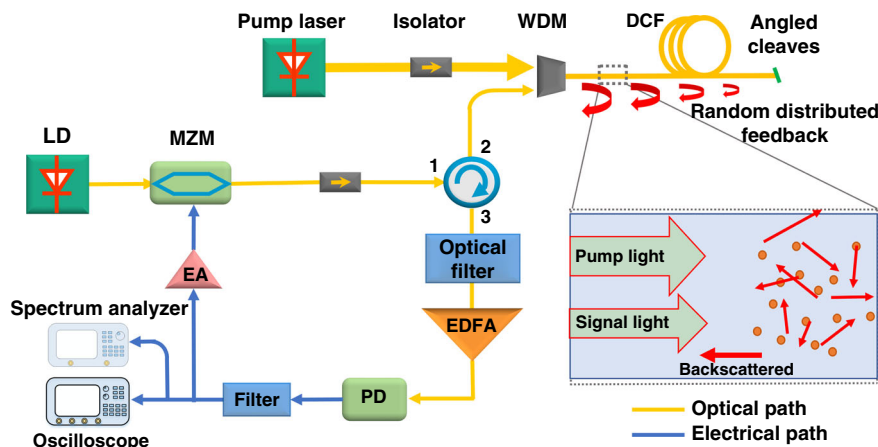 Pump laser
Isolator
WDM
DCF
Angled
cleaves
Random distributed
feedback
LD
MZM
1
2
3
Optical
filter
Pump light
EA
Signal light
Spectrum analyzer
EDFA
Backscattered
Filter
PD
Oscilloscope
Optical path
Electrical path